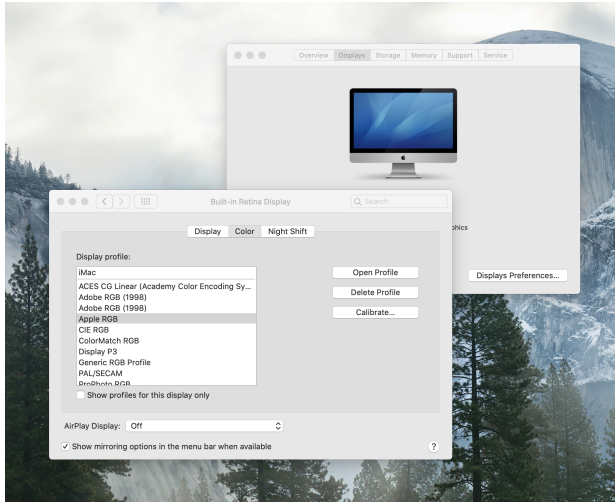 Overview Displays Storage Memory Support Service
phics
Displays Preferences...
Built-in Retina Display
Search
Display Color Night Shift
Display profile:
iMac
ACES CG Linear (Academy Color Encoding Sy...
Adobe RGB (1998)
Adobe RGB (1998)
Apple RGB
CIE RGB
ColorMatch RGB
Display P3
Generic RGB Profile
PAL/SECAM
ProPhoto RGB
Show profiles for this display only
Open Profile
Delete Profile
Calibrate...
AirPlay Display: Off
Show mirroring options in the menu bar when available
?